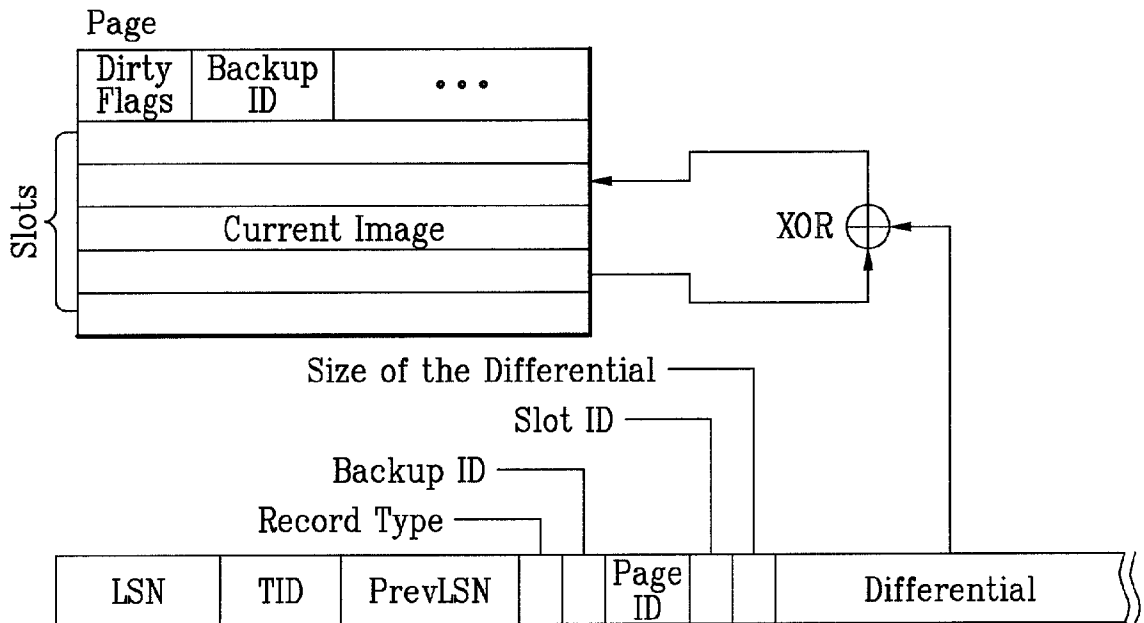 Page
Dirty Flags
Backup ID
• • •
Slots
Current Image
XOR
Size of the Differential
Slot ID
Backup ID
Record Type
LSN
TID
PrevLSN
Page ID
Differential